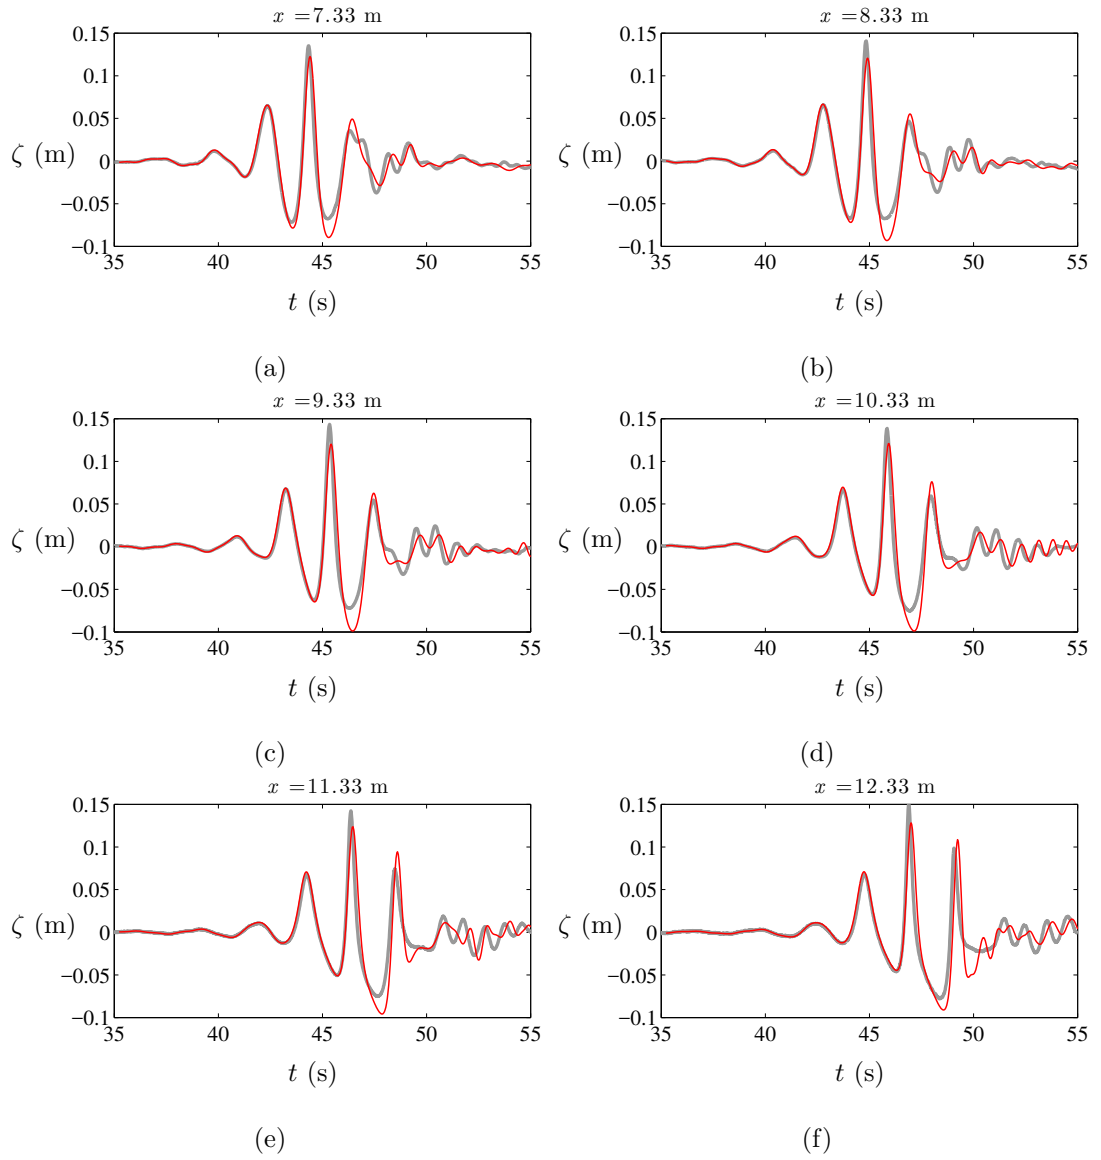 x =7.33 m
0.15
0.1
0.05
0
−0.05
−0.1
ζ (m)
35 40 45 50 55
t (s)
(a)
x =8.33 m
0.15
0.1
0.05
0
−0.05
−0.1
ζ (m)
35 40 45 50 55
t (s)
(b)
x =9.33 m
0.15
0.1
0.05
0
−0.05
−0.1
ζ (m)
35 40 45 50 55
t (s)
(c)
x =10.33 m
0.15
0.1
0.05
0
−0.05
−0.1
ζ (m)
35 40 45 50 55
t (s)
(d)
x =11.33 m
0.15
0.1
0.05
0
−0.05
−0.1
ζ (m)
35 40 45 50 55
t (s)
(e)
x =12.33 m
0.15
0.1
0.05
0
−0.05
−0.1
ζ (m)
35 40 45 50 55
t (s)
(f)